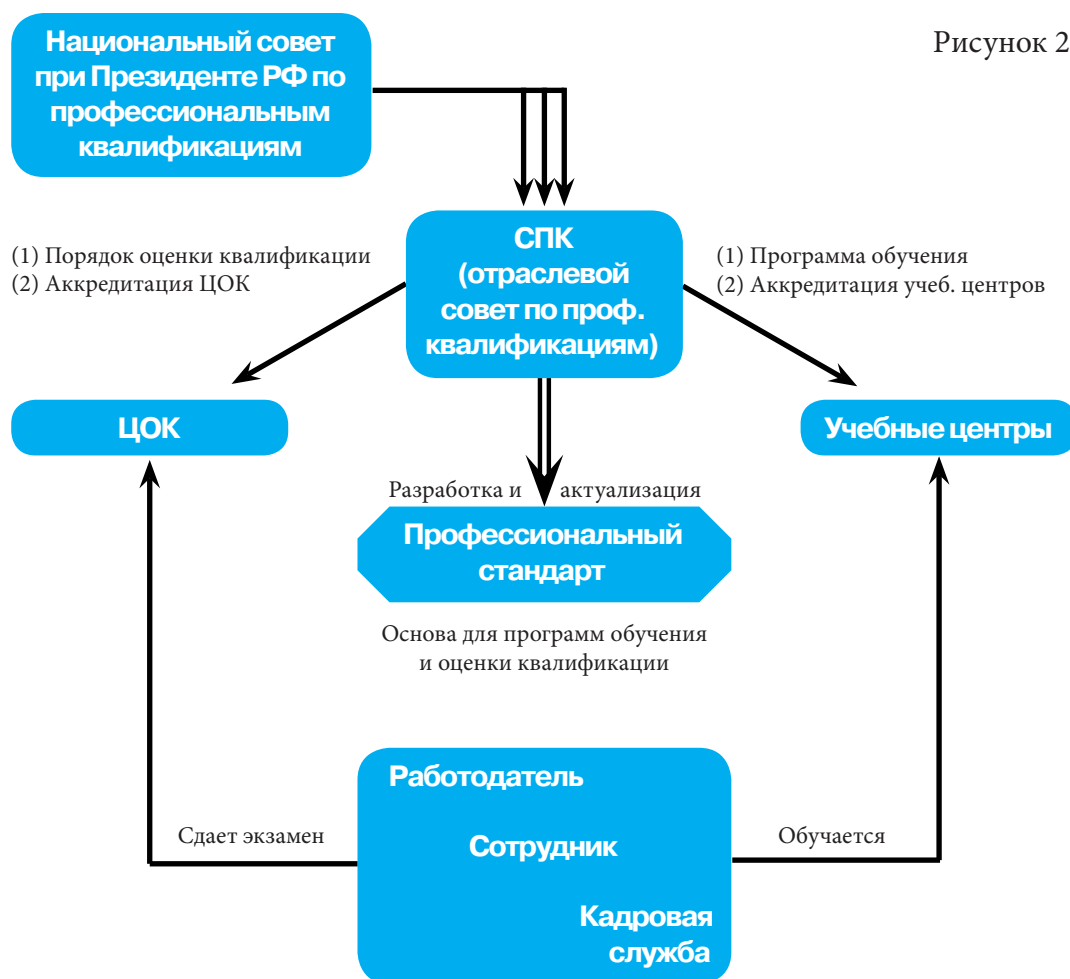 Рисунок 2
Национальный совет
при Президенте РФ по
профессиональным
квалификациям
СПК
(отраслевой
совет по проф.
квалификациям)
(1) Порядок оценки квалификации
(2) Аккредитация ЦОК
(1) Программа обучения
(2) Аккредитация учеб. центров
ЦОК
Учебные центры
Разработка и актуализация
Профессиональный
стандарт
Основа для программ обучения
и оценки квалификации
Работодатель
Сдает экзамен
Сотрудник
Обучается
Кадровая
служба